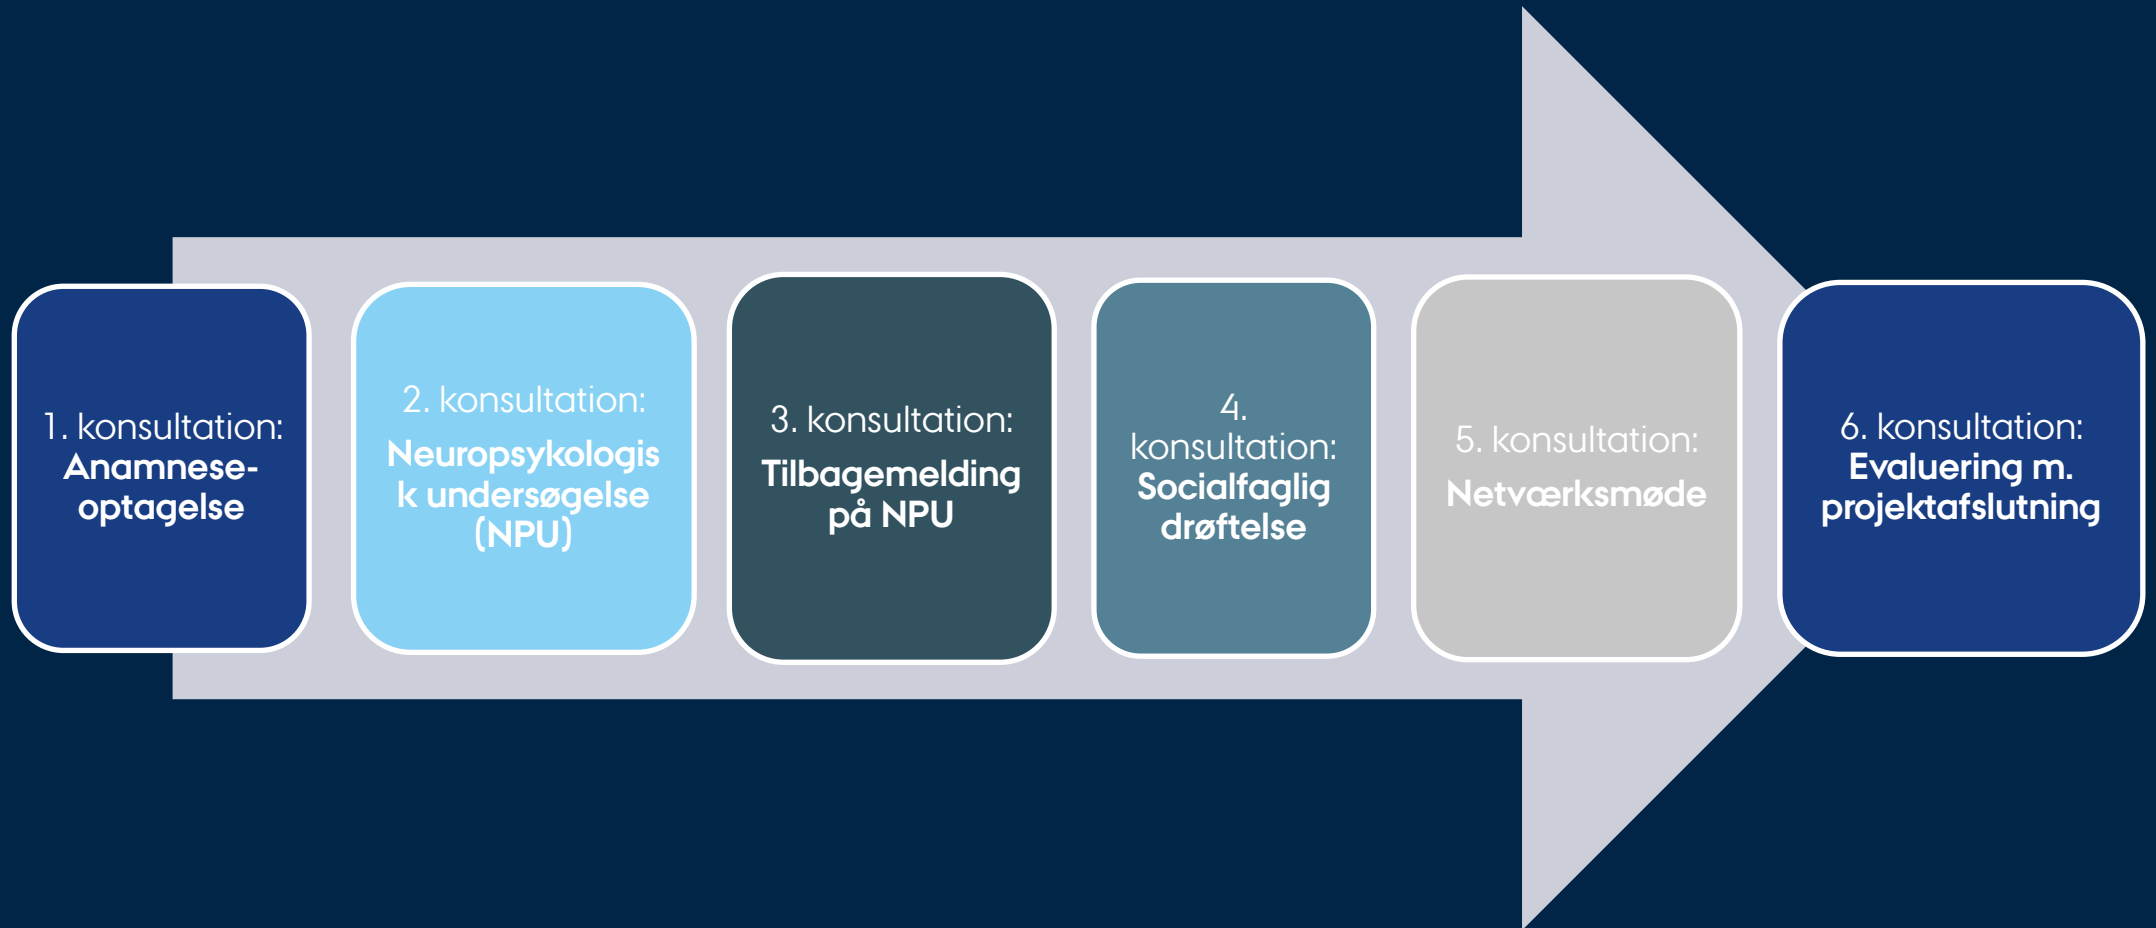 1. konsultation:
Anamnese-
optagelse
2. konsultation:
Neuropsykologis
k undersøgelse
(NPU)
3. konsultation:
Tilbagemelding
på NPU
4.
konsultation:
Socialfaglig
drøftelse
5. konsultation:
Netværksmøde
6. konsultation:
Evaluering m.
projektafslutning